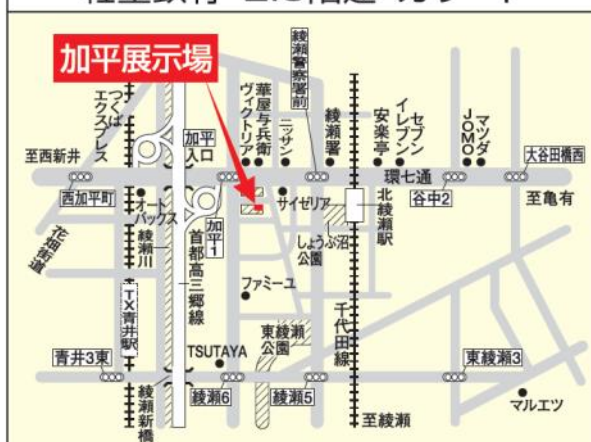 加平展示場
つくば
エクスプレス
加平
入口
ヴィクトリア
華屋与兵衛
ニッサン
綾瀬警察署前
綾瀬署
安楽亭
セブン
イレブン
JOMO
マツダ
大谷田橋西
至西新井
環七通
西加平町
オート
バックス
加平1
サイゼリア
北綾瀬駅
谷中2
至亀有
花畑街道
綾瀬川
首都高三郷線
しょうぶ沼
公園
ファミーユ
TX青井駅
千代田線
東綾瀬
公園
青井3東
TSUTAYA
東綾瀬3
綾瀬新橋
綾瀬6
綾瀬5
至綾瀬
マルエツ